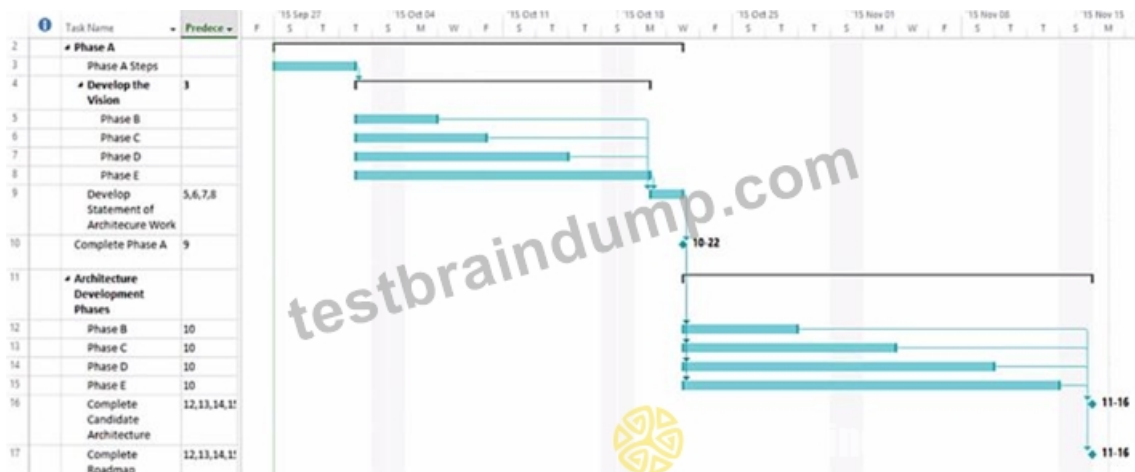 '15 Sep 27 '15 Oct 04 '15 Oct 11 '15 Oct 18 '15 Oct 25 '15 Nov 01 '15 Nov 08 '15 Nov 15
Task Name Predece F S T T S M W F S T T S M W F S T T S M W F S T T S M
2 Phase A
3 Phase A Steps
4 Develop the 3
Vision
5 Phase B
6 Phase C
7 Phase D
8 Phase E
9 Develop 5,6,7,8
Statement of
Architecure Work
10 Complete Phase A 9 10-22
11 Architecture
Development
Phases
12 Phase B 10
13 Phase C 10
14 Phase D 10
15 Phase E 10
16 Complete 12,13,14,15 11-16
Candidate
Architecture
17 Complete 12,13,14,15 11-16
Roadmap
testbraindump.com